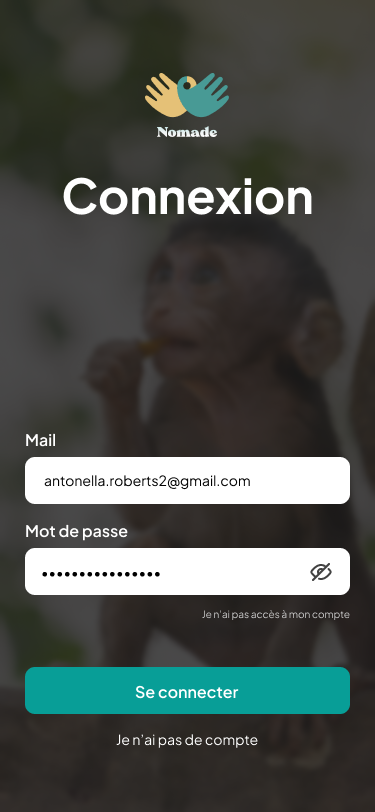 Nomade
Connexion
Mail
antonella.roberts2@gmail.com
Mot de passe
••••••••••••••••
Je n'ai pas accès à mon compte
Se connecter
Je n'ai pas de compte